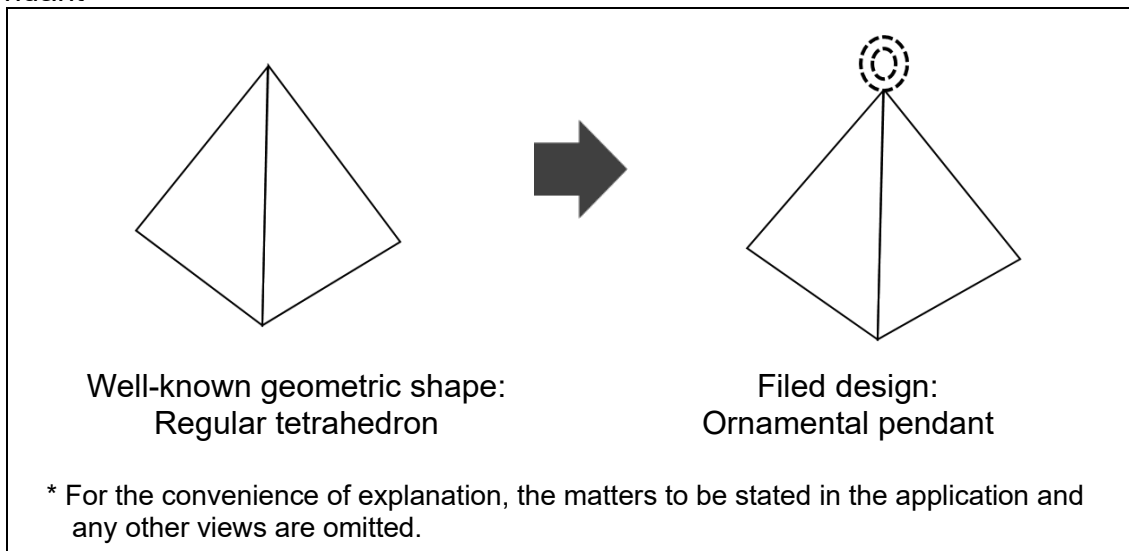 Well-known geometric shape:
Regular tetrahedron
Filed design:
Ornamental pendant
* For the convenience of explanation, the matters to be stated in the application and
any other views are omitted.